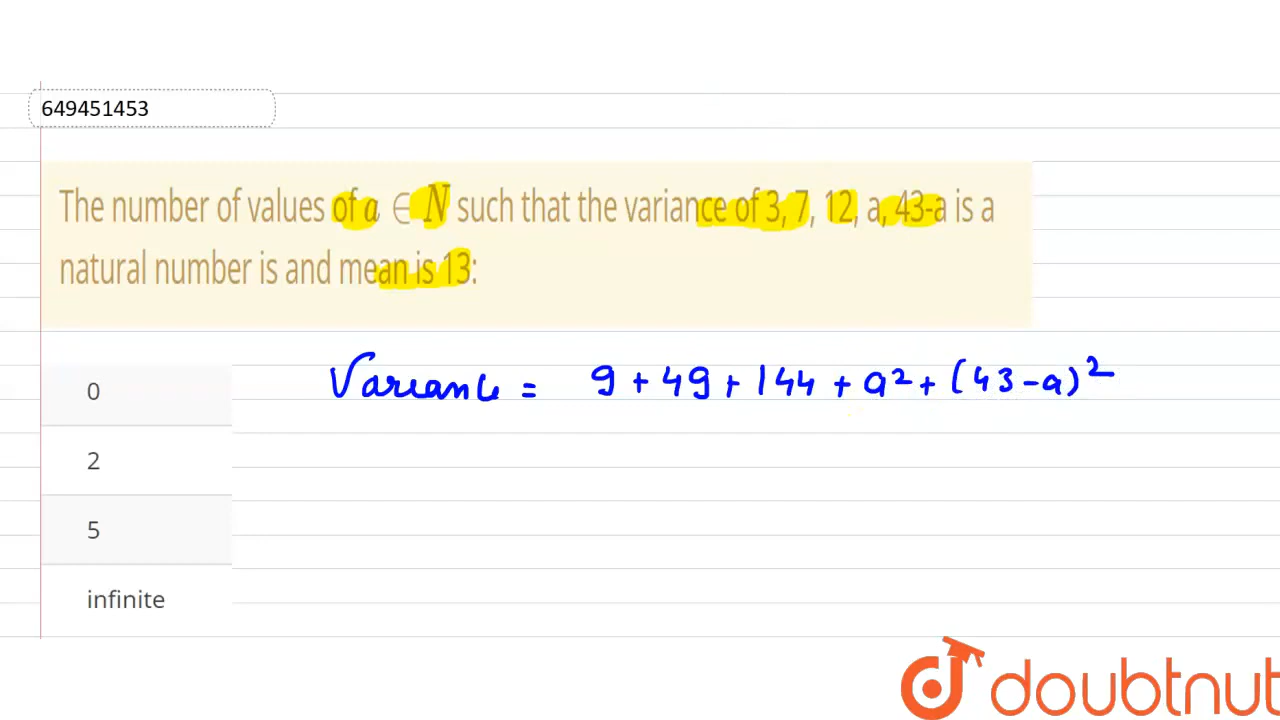 649451453
The number of values of a ∈ N such that the variance of 3, 7, 12, a, 43-a is a
natural number is and mean is 13:
0
Variance = 9 + 49 + 144 + a² + (43 - a)²
2
5
infinite
doubtnut